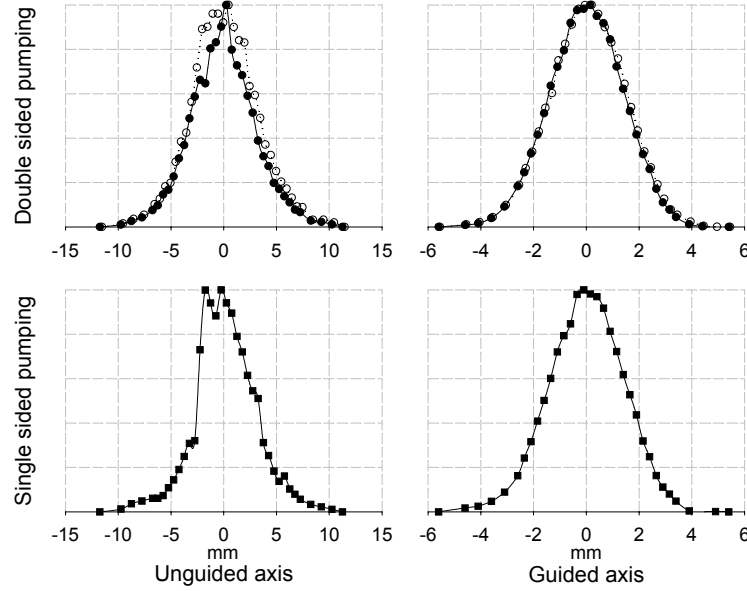 Double sided pumping
-15 -10 -5 0 5 10 15
-6 -4 -2 0 2 4 6
Single sided pumping
-15 -10 -5 0 5 10 15
-6 -4 -2 0 2 4 6
mm mm
Unguided axis Guided axis